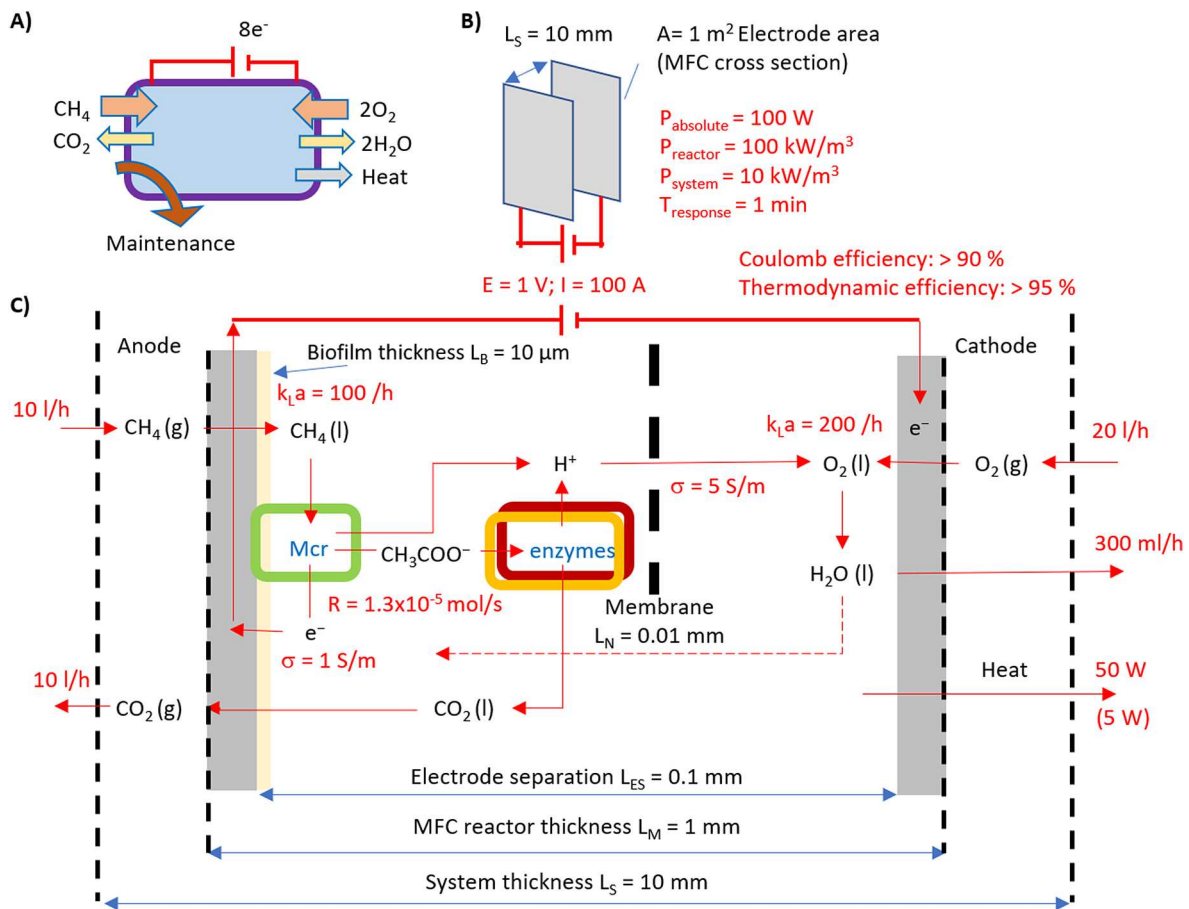 A)
8e⁻
CH₄
CO₂
2O₂
2H₂O
Heat
Maintenance
B)
L_S = 10 mm
A= 1 m² Electrode area
(MFC cross section)
P_absolute = 100 W
P_reactor = 100 kW/m³
P_system = 10 kW/m³
T_response = 1 min
E = 1 V; I = 100 A
Coulomb efficiency: > 90 %
Thermodynamic efficiency: > 95 %
C)
Anode
Biofilm thickness L_B = 10 µm
Cathode
k_La = 100 /h
10 l/h
CH₄ (g)
CH₄ (l)
k_La = 200 /h
e⁻
20 l/h
H⁺
O₂ (l)
O₂ (g)
σ = 5 S/m
Mcr
CH₃COO⁻
enzymes
300 ml/h
H₂O (l)
R = 1.3x10⁻⁵ mol/s
Membrane
L_N = 0.01 mm
e⁻
σ = 1 S/m
Heat
50 W
(5 W)
10 l/h
CO₂ (g)
CO₂ (l)
Electrode separation L_ES = 0.1 mm
MFC reactor thickness L_M = 1 mm
System thickness L_S = 10 mm